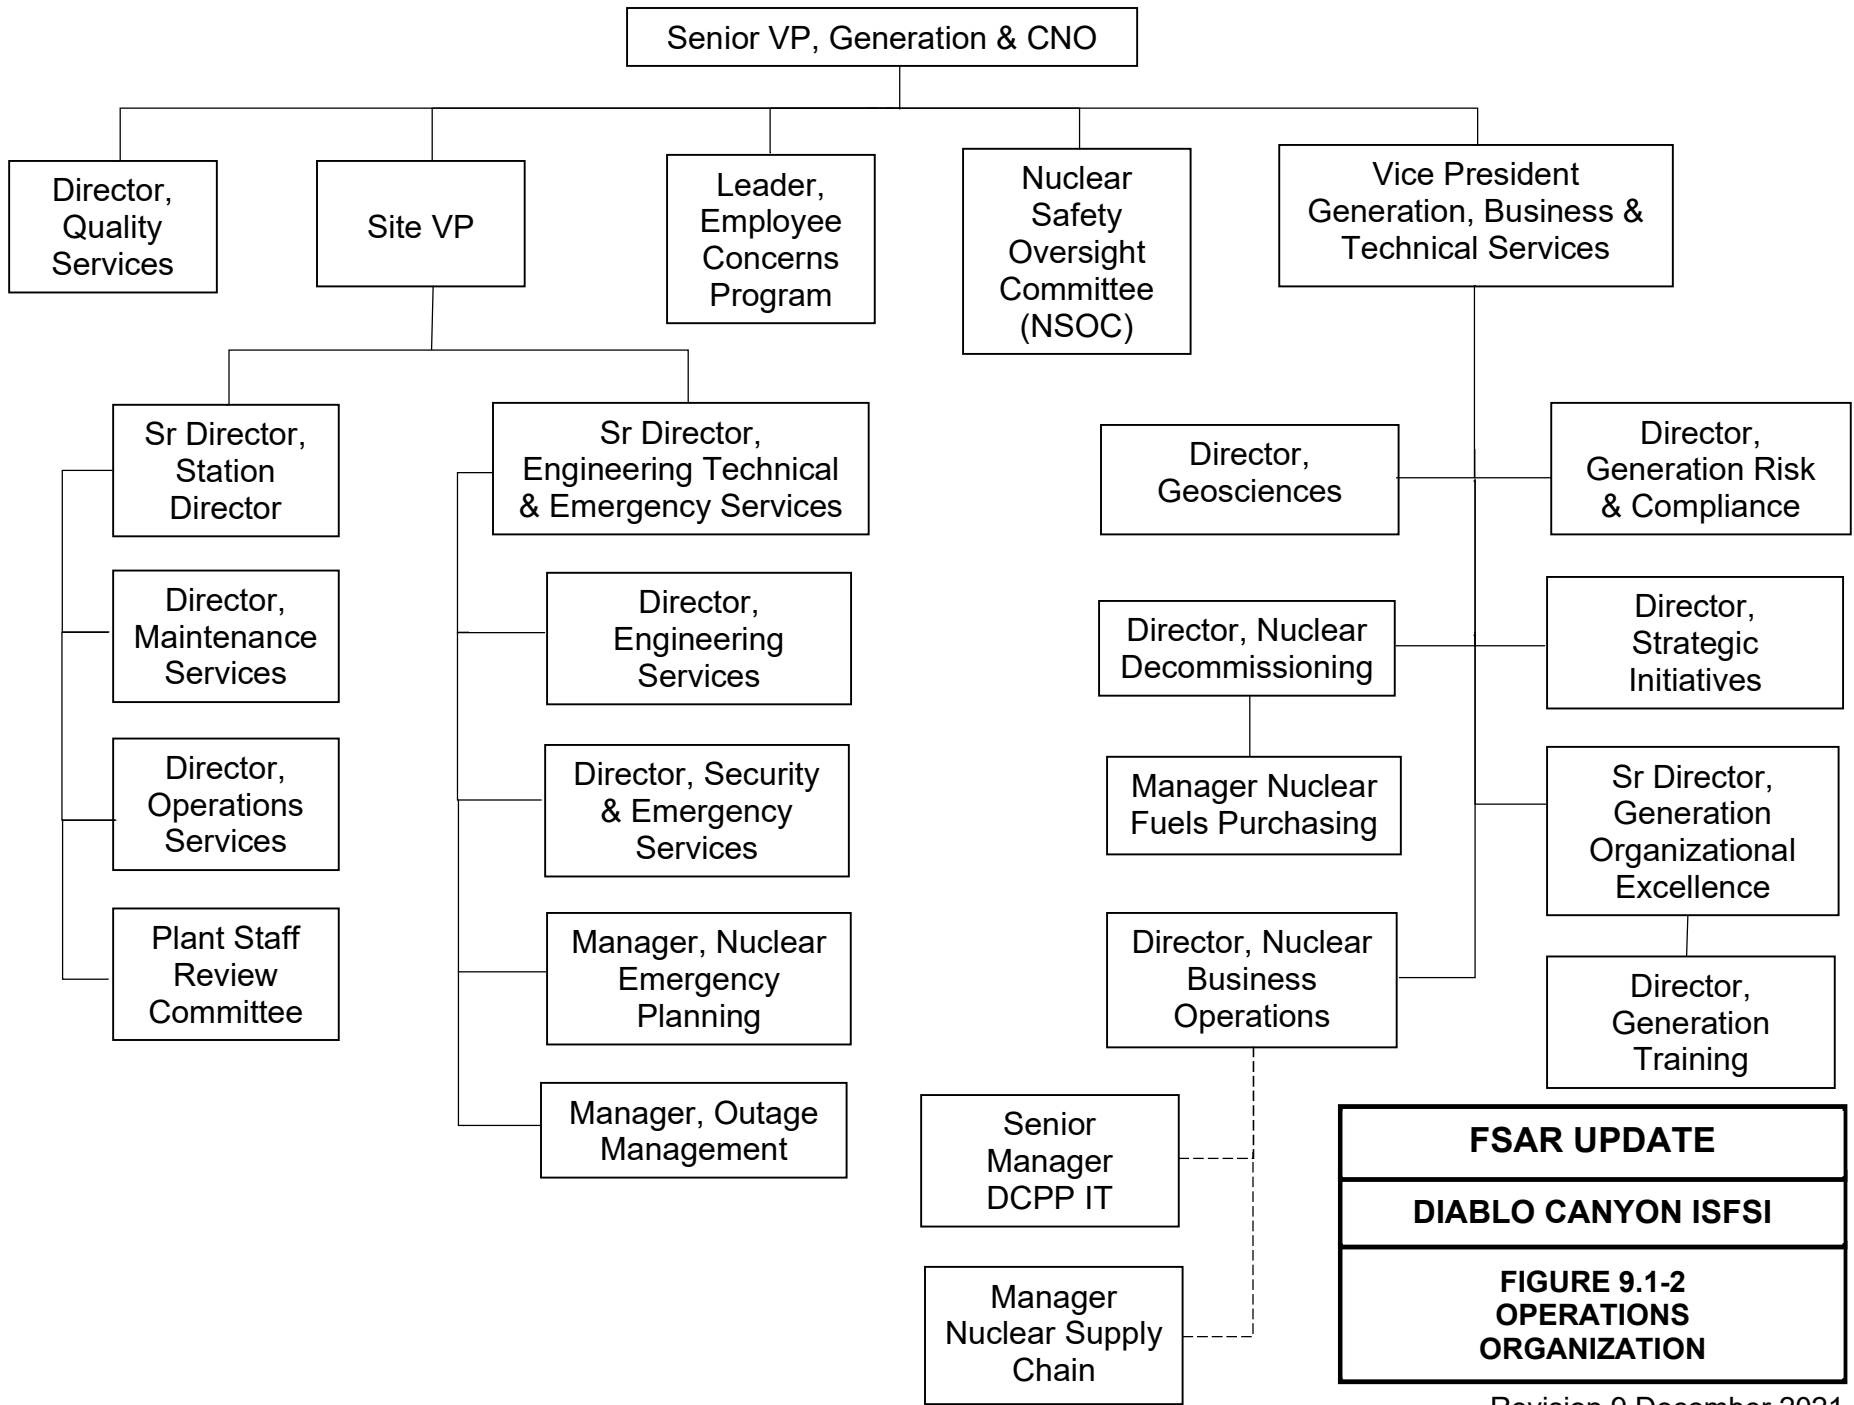 Senior VP, Generation & CNO
Director,
Quality
Services
Site VP
Leader,
Employee
Concerns
Program
Nuclear
Safety
Oversight
Committee
(NSOC)
Vice President
Generation, Business &
Technical Services
Sr Director,
Station
Director
Director,
Maintenance
Services
Director,
Operations
Services
Plant Staff
Review
Committee
Sr Director,
Engineering Technical
& Emergency Services
Director,
Engineering
Services
Director, Security
& Emergency
Services
Manager, Nuclear
Emergency
Planning
Manager, Outage
Management
Director,
Geosciences
Director,
Generation Risk
& Compliance
Director, Nuclear
Decommissioning
Director,
Strategic
Initiatives
Manager Nuclear
Fuels Purchasing
Sr Director,
Generation
Organizational
Excellence
Director, Nuclear
Business
Operations
Director,
Generation
Training
Senior
Manager
DCPP IT
Manager
Nuclear Supply
Chain
FSAR UPDATE
DIABLO CANYON ISFSI
FIGURE 9.1-2
OPERATIONS
ORGANIZATION
Revision 9 December 2021